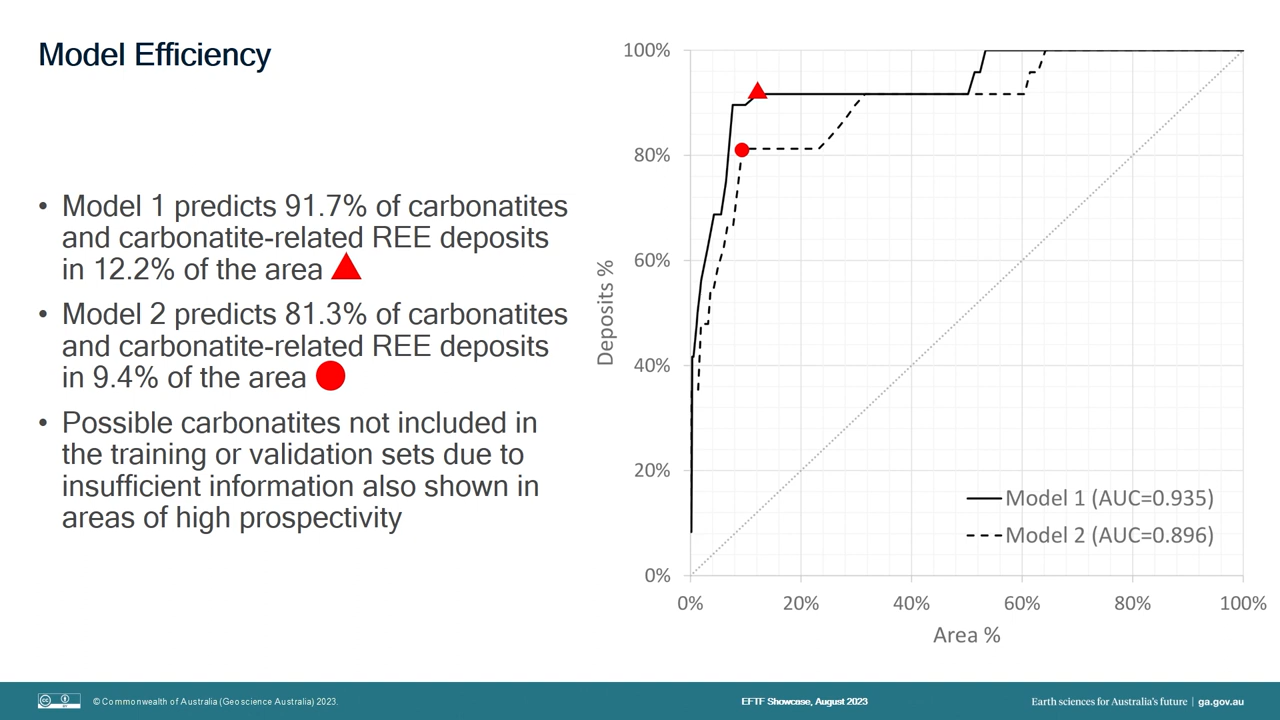 Model Efficiency
• Model 1 predicts 91.7% of carbonatites
and carbonatite-related REE deposits
in 12.2% of the area
• Model 2 predicts 81.3% of carbonatites
and carbonatite-related REE deposits
in 9.4% of the area
• Possible carbonatites not included in
the training or validation sets due to
insufficient information also shown in
areas of high prospectivity
100%
80%
60%
40%
20%
0%
Deposits %
0% 20% 40% 60% 80% 100%
Area %
Model 1 (AUC=0.935)
Model 2 (AUC=0.896)
© Commonwealth of Australia (Geoscience Australia) 2023.
EFTF Showcase, August 2023
Earth sciences for Australia's future | ga.gov.au